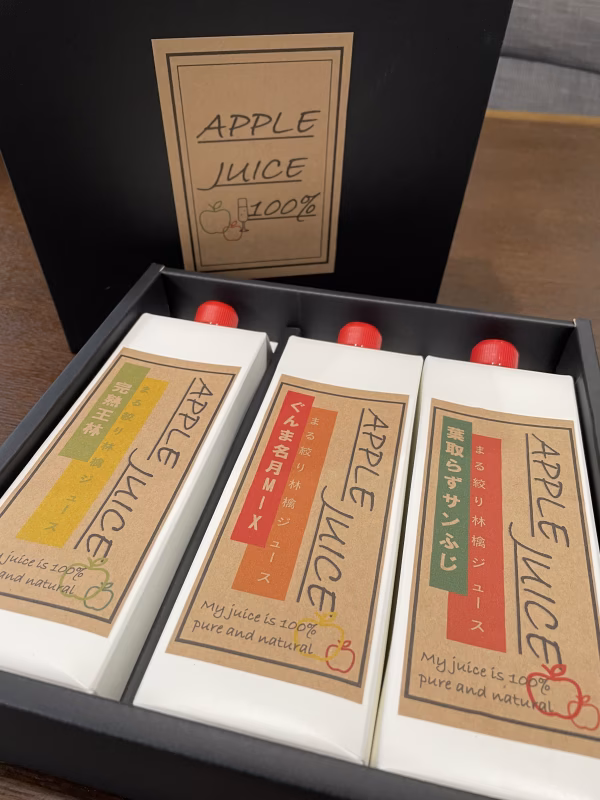 APPLE
JUICE
100%
APPLE JUICE
まる絞り林檎ジュース
完熟王林
My juice is 100%
and natural
APPLE JUICE
まる絞り林檎ジュース
ぐんま名月MIX
My juice is 100%
pure and natural
APPLE JUICE
まる絞り林檎ジュース
葉取らずサンふじ
My juice is 100%
pure and natural